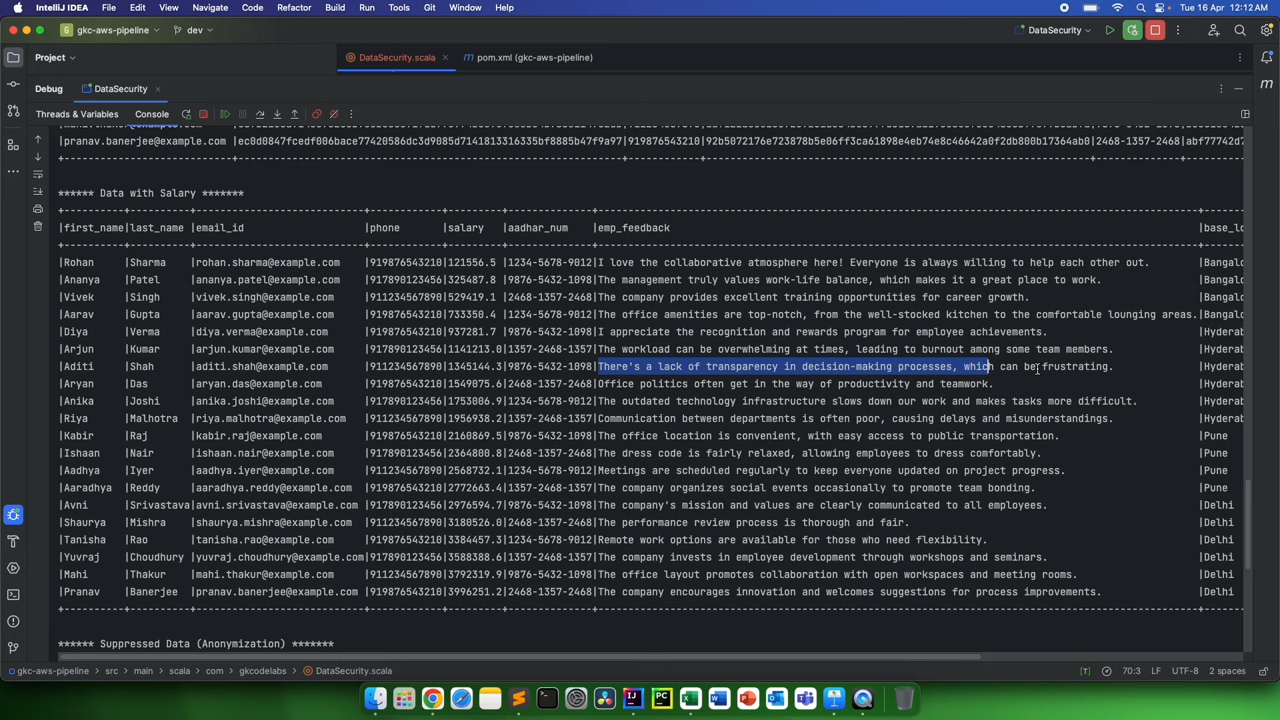 IntelliJ IDEA File Edit View Navigate Code Refactor Build Run Tools Git Window Help Tue 16 Apr 12:12 AM
G gkc-aws-pipeline dev DataSecurity
Project DataSecurity.scala × pom.xml (gkc-aws-pipeline)
Debug DataSecurity ×
Threads & Variables Console
|pranav.banerjee@example.com |ec0d0847fcedf006bace77420586dc3d9085d7141813316335bf8885b47f9a97|919876543210|92b5072176e723878b5e06ff3ca61898e4eb74e8c46642a0f2db800b17364ab0|2468-1357-2468|abf77742d7
****** Data with Salary *******
|first_name|last_name |email_id |phone |salary |aadhar_num |emp_feedback |base_lo
|Rohan |Sharma |rohan.sharma@example.com |919876543210|121556.5 |1234-5678-9012|I love the collaborative atmosphere here! Everyone is always willing to help each other out. |Bangalo
|Ananya |Patel |ananya.patel@example.com |917890123456|325487.8 |9876-5432-1098|The management truly values work-life balance, which makes it a great place to work. |Bangalo
|Vivek |Singh |vivek.singh@example.com |911234567890|529419.1 |2468-1357-2468|The company provides excellent training opportunities for career growth. |Bangalo
|Aarav |Gupta |aarav.gupta@example.com |919876543210|733350.4 |1234-5678-9012|The office amenities are top-notch, from the well-stocked kitchen to the comfortable lounging areas.|Bangalo
|Diya |Verma |diya.verma@example.com |919876543210|937281.7 |1357-2468-1357|I appreciate the recognition and rewards program for employee achievements. |Hyderab
|Arjun |Kumar |arjun.kumar@example.com |917890123456|1141213.0|1357-2468-1357|The workload can be overwhelming at times, leading to burnout among some team members. |Hyderab
|Aditi |Shah |aditi.shah@example.com |911234567890|1345144.3|9876-5432-1098|There's a lack of transparency in decision-making processes, which can be frustrating. |Hyderab
|Aryan |Das |aryan.das@example.com |917890123456|1549075.6|1234-5678-9012|Office politics often get in the way of productivity and teamwork. |Hyderab
|Anika |Joshi |anika.joshi@example.com |919876543210|1753006.9|1357-2468-1357|The outdated technology infrastructure slows down our work and makes tasks more difficult. |Hyderab
|Riya |Malhotra |riya.malhotra@example.com |911234567890|1956938.2|1357-2468-1357|Communication between departments is often poor, causing delays and misunderstandings. |Hyderab
|Kabir |Raj |kabir.raj@example.com |919876543210|2160869.5|9876-5432-1098|The office location is convenient, with easy access to public transportation. |Pune
|Ishaan |Nair |ishaan.nair@example.com |911234567890|2364800.8|9876-5432-1098|The dress code is fairly relaxed, allowing employees to dress comfortably. |Pune
|Aadhya |Iyer |aadhya.iyer@example.com |911234567890|2568732.1|9876-5432-1098|Meetings are scheduled regularly to keep everyone updated on project progress. |Pune
|Aaradhya |Reddy |aaradhya.reddy@example.com |919876543210|2772663.4|1357-2468-1357|The company organizes social events occasionally to promote team bonding. |Pune
|Avni |Srivastava|avni.srivastava@example.com |917890123456|2976594.7|9876-5432-1098|The company's mission and values are clearly communicated to all employees. |Delhi
|Shaurya |Mishra |shaurya.mishra@example.com |911234567890|3180526.0|2468-1357-2468|The performance review process is thorough and fair. |Delhi
|Tanisha |Rao |tanisha.rao@example.com |917890123456|3384457.3|2468-1357-2468|Remote work options are available for those who need flexibility. |Delhi
|Yuvraj |Choudhury |yuvraj.choudhury@example.com|917890123456|3588388.6|1357-2468-1357|The company invests in employee development through workshops and seminars. |Delhi
|Mahi |Thakur |mahi.thakur@example.com |911234567890|3792319.9|9876-5432-1098|The office layout promotes collaboration with open workspaces and meeting rooms. |Delhi
|Pranav |Banerjee |pranav.banerjee@example.com |919876543210|3996251.2|2468-1357-2468|The company encourages innovation and welcomes suggestions for process improvements. |Delhi
****** Suppressed Data (Anonymization) *******
gkc-aws-pipeline > src > main > scala > com > gkcodelabs > DataSecurity.scala [T] 70:3 LF UTF-8 2 spaces